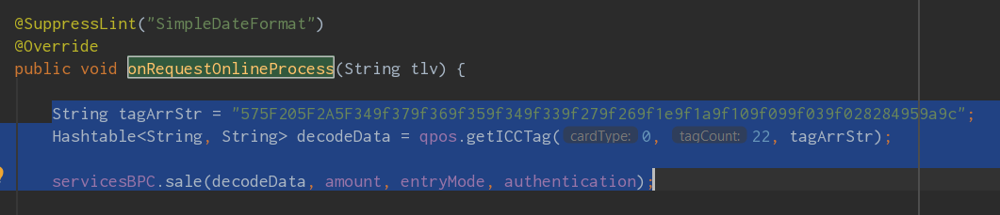 @SuppressLint("SimpleDateFormat")
@Override
public void onRequestOnlineProcess(String tlv) {
String tagArrStr = "575F205F2A5F349f379f369f359f349f339f279f269f1e9f1a9f109f099f039f028284959a9c";
Hashtable<String, String> decodeData = qpos.getICCTag( cardType: 0, tagCount: 22, tagArrStr);
servicesBPC.sale(decodeData, amount, entryMode, authentication);